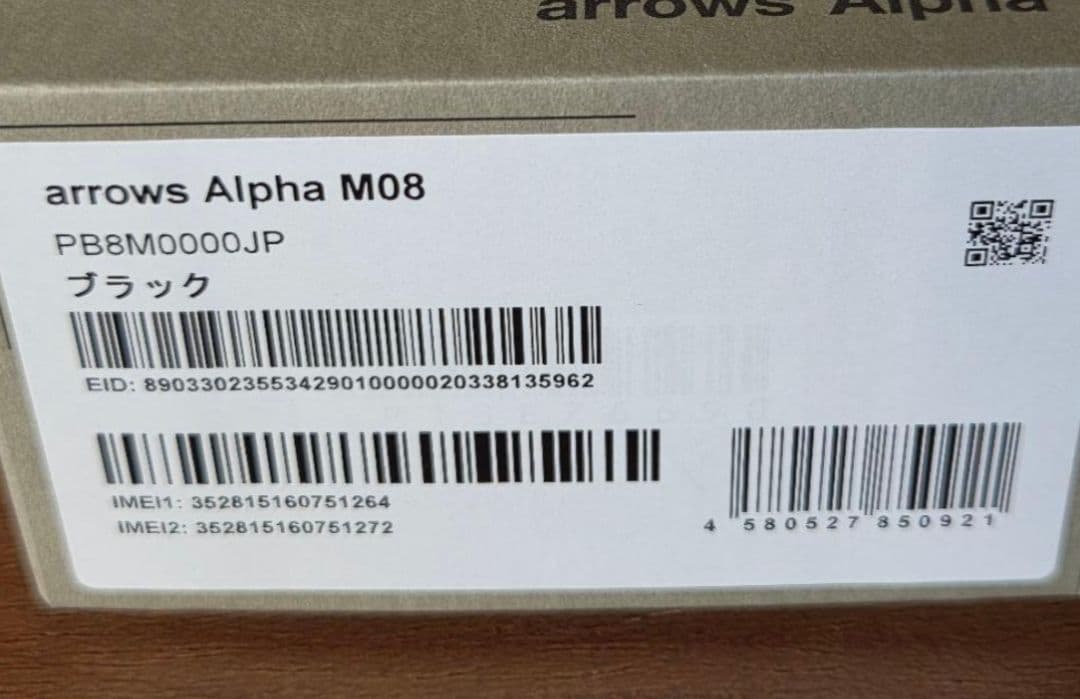 arrows Alpha
arrows Alpha M08
PB8M0000JP
ブラック
EID: 89033023553429010000020338135962
IMEI1: 352815160751264
IMEI2: 352815160751272
4 580527 850921